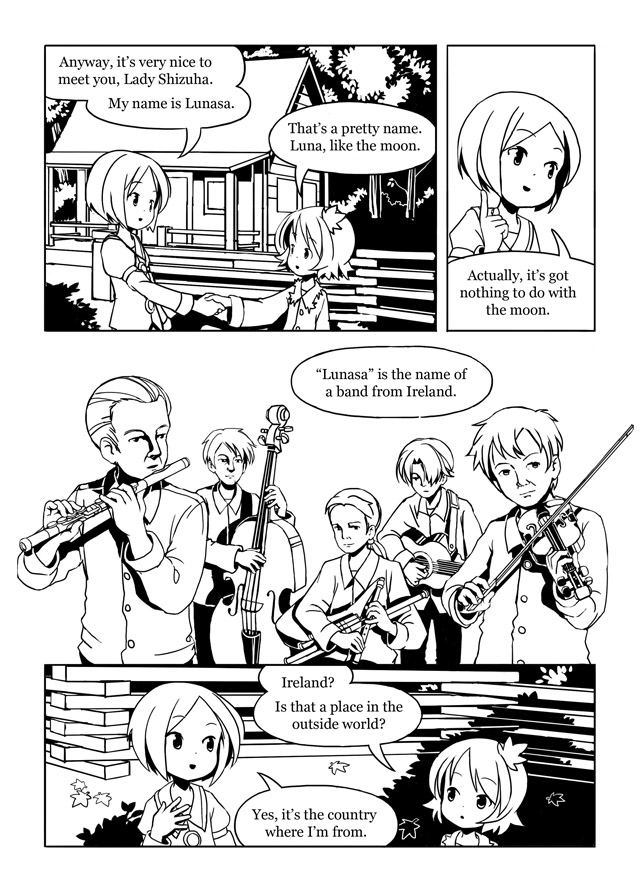 Anyway, it's very nice to
meet you, Lady Shizuha.
My name is Lunasa.
That's a pretty name.
Luna, like the moon.
Actually, it's got
nothing to do with
the moon.
“Lunasa” is the name of
a band from Ireland.
Ireland?
Is that a place in the
outside world?
Yes, it's the country
where I'm from.